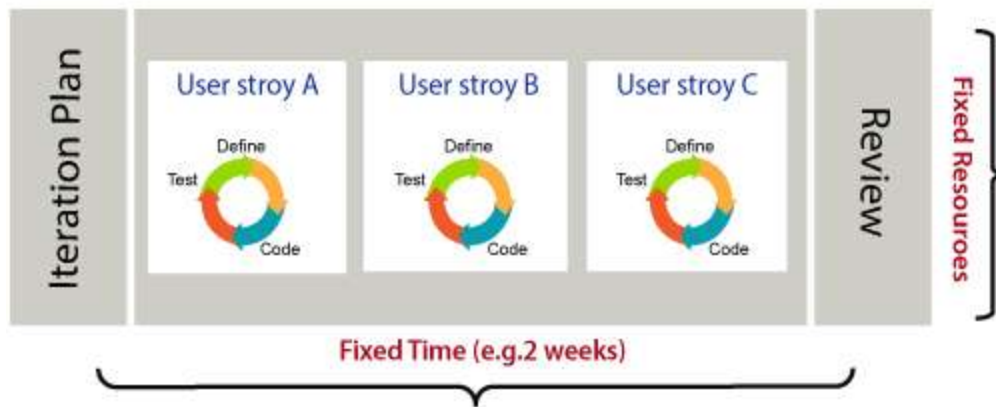 Iteration Plan
User stroy A
Define
Test
Code
User stroy B
Define
Test
Code
User stroy C
Define
Test
Code
Review
Fixed Resouroes
Fixed Time (e.g.2 weeks)